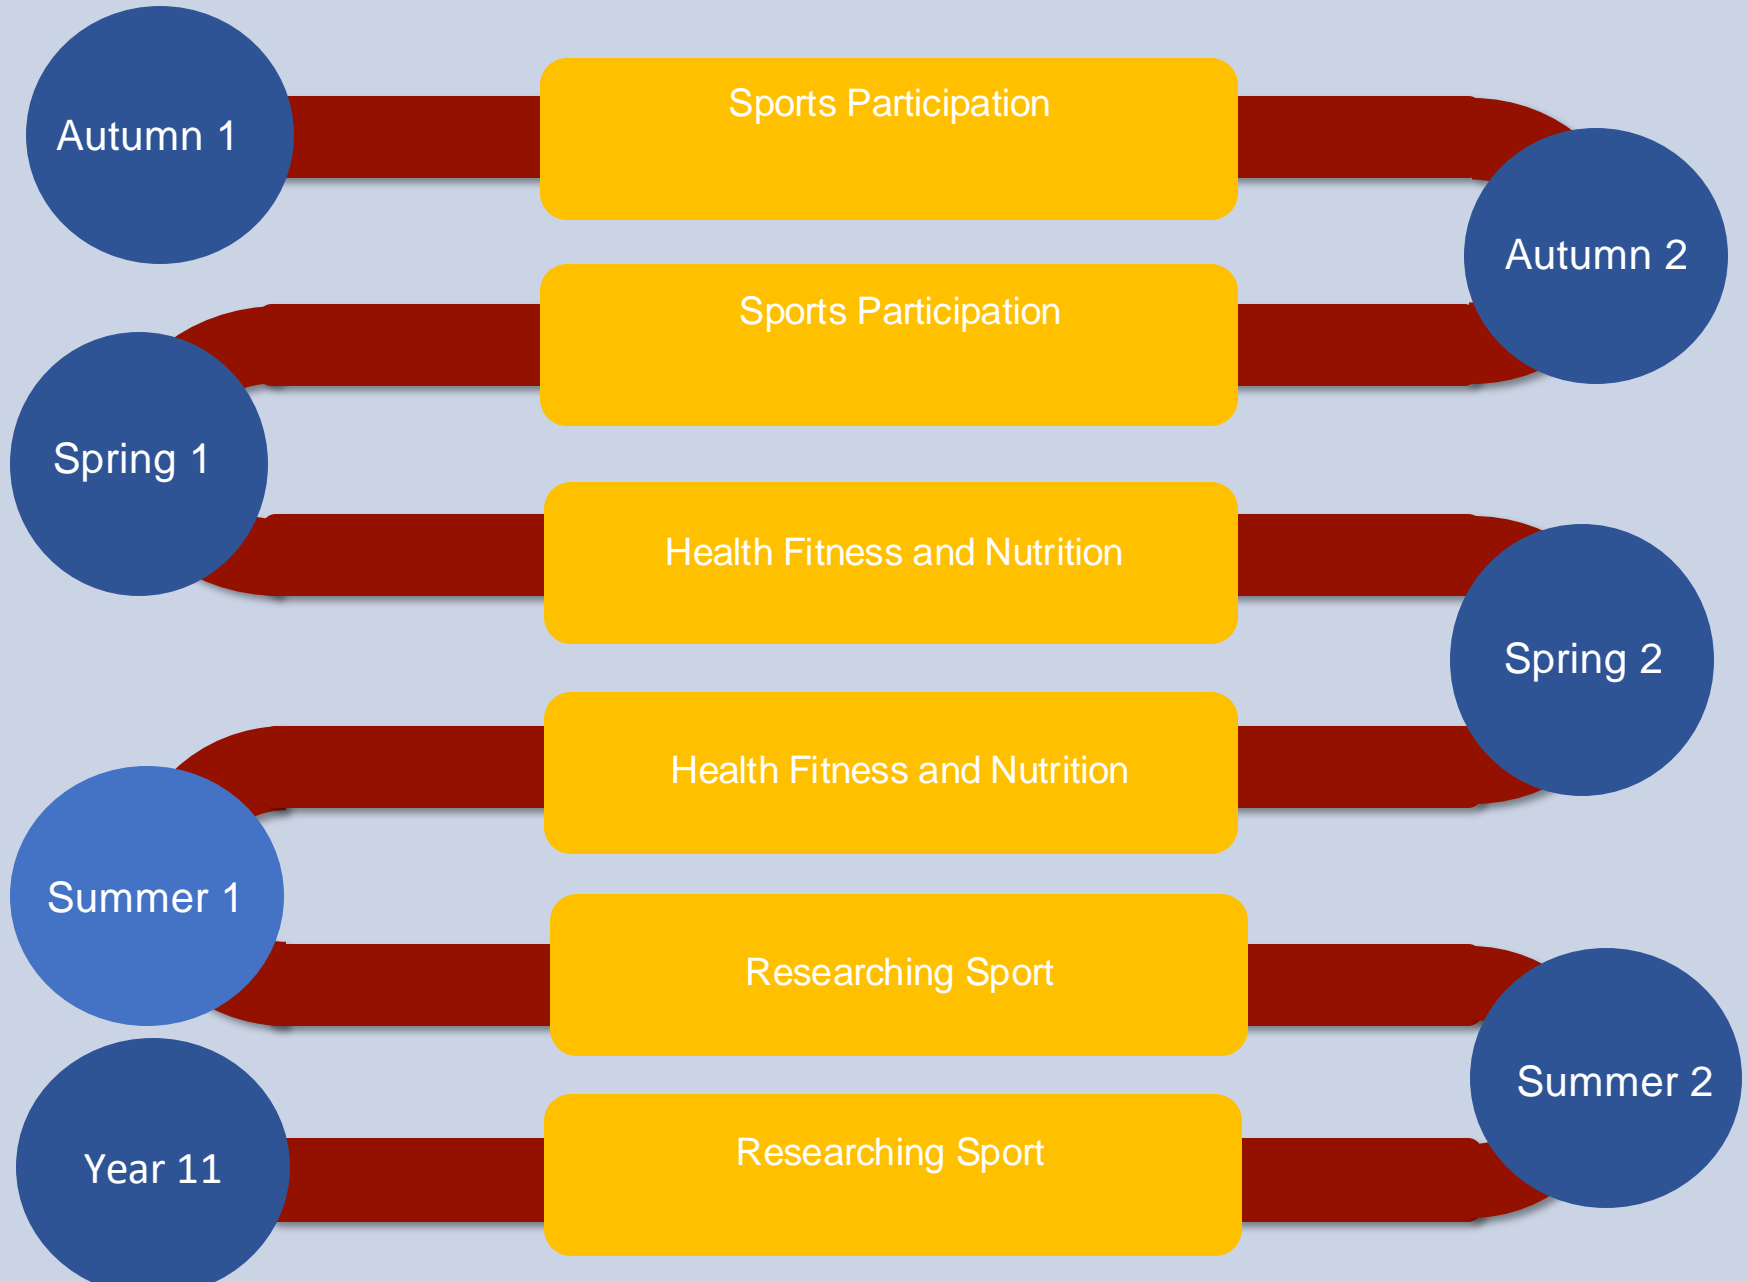 Autumn 1
Sports Participation
Autumn 2
Sports Participation
Spring 1
Health Fitness and Nutrition
Spring 2
Health Fitness and Nutrition
Summer 1
Researching Sport
Summer 2
Researching Sport
Year 11